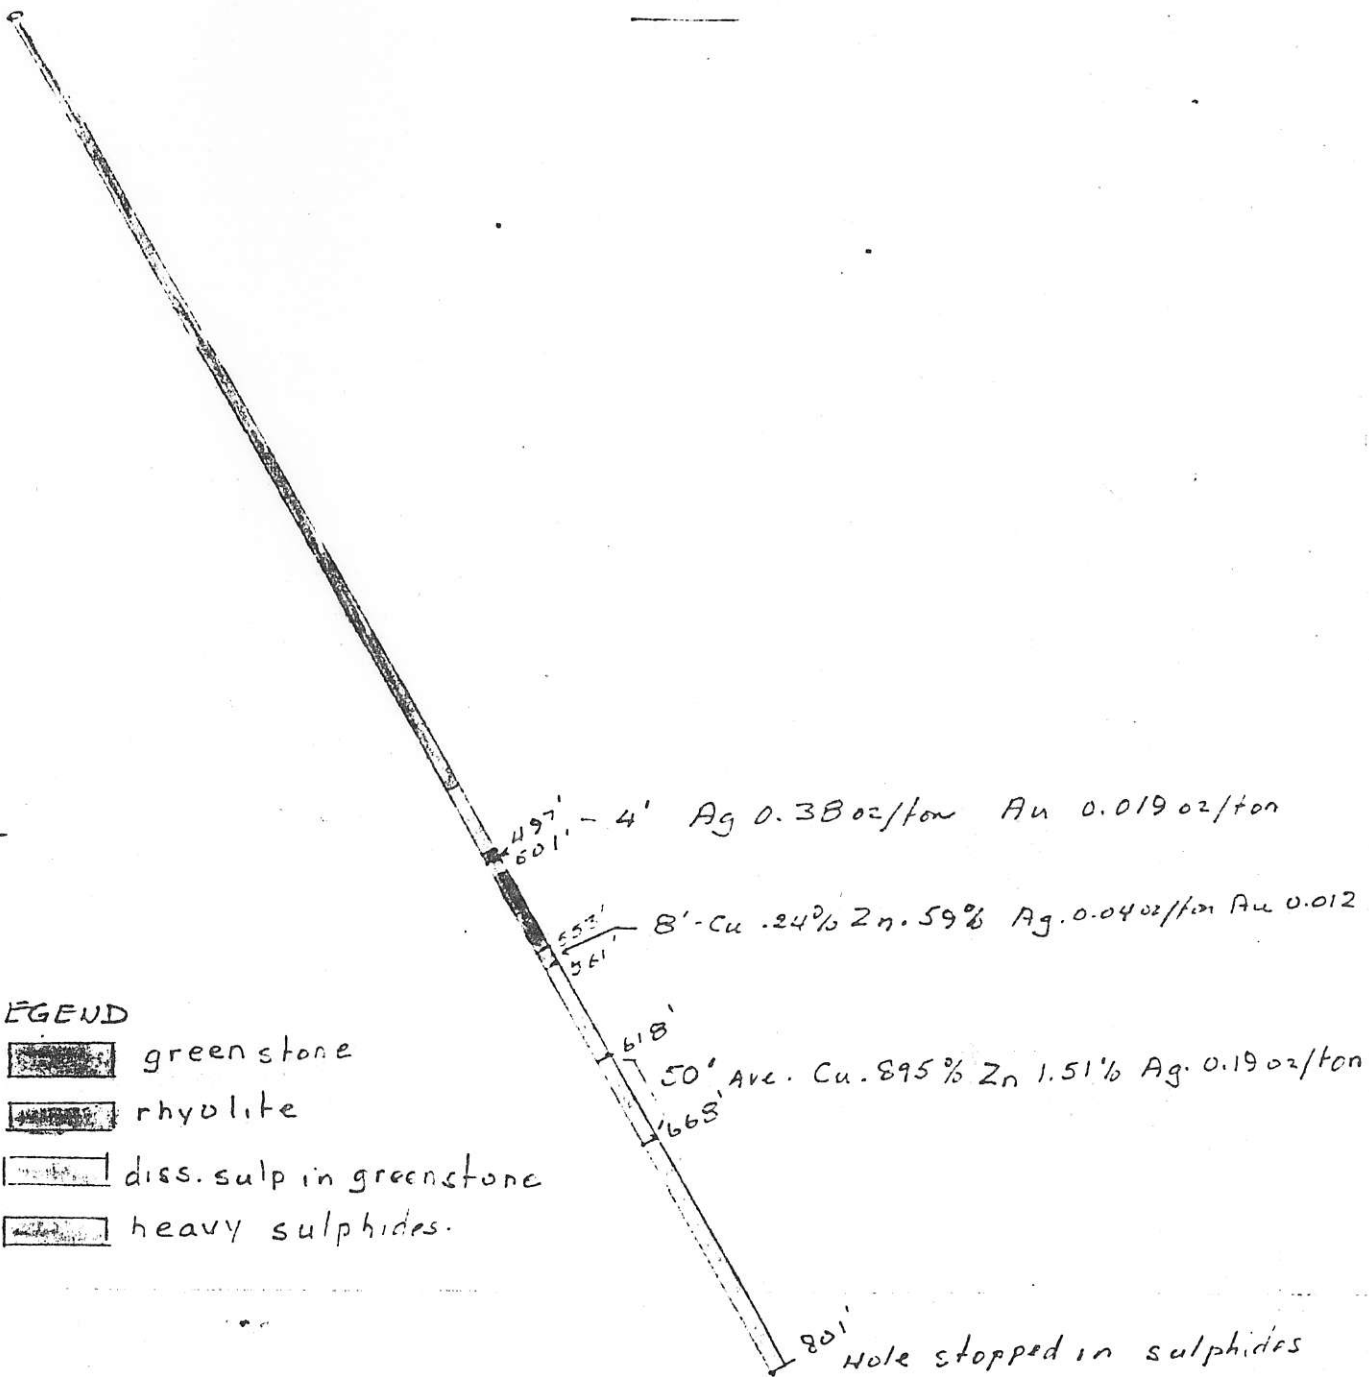 497' - 4' Ag 0.38 oz/ton Au 0.019 oz/ton
501'
553' 8' - Cu .24% Zn .59% Ag. 0.04 oz/ton Au 0.012
561'
618'
50' Ave. Cu .895% Zn 1.51% Ag. 0.19 oz/ton
668'
EGEND
greenstone
rhyolite
diss. sulp in greenstone
heavy sulphides.
801'
Hole stopped in sulphides